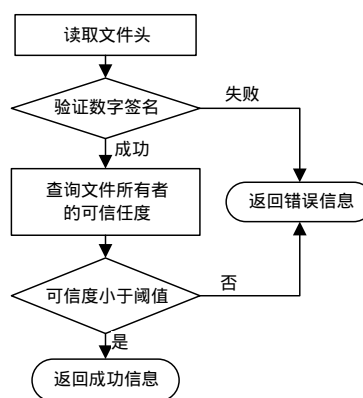 读取文件头
验证数字签名
失败
成功
查询文件所有者
的可信任度
返回错误信息
可信度小于阈值
否
是
返回成功信息